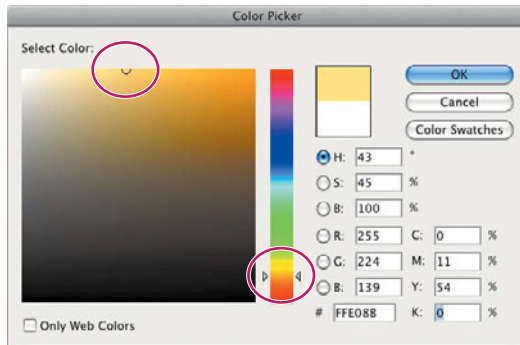 Color Picker
Select Color:
OK
Cancel
Color Swatches
H: 43 °
S: 45 %
B: 100 %
R: 255 C: 0 %
G: 224 M: 11 %
B: 139 Y: 54 %
# FFE08B K: 0 %
Only Web Colors